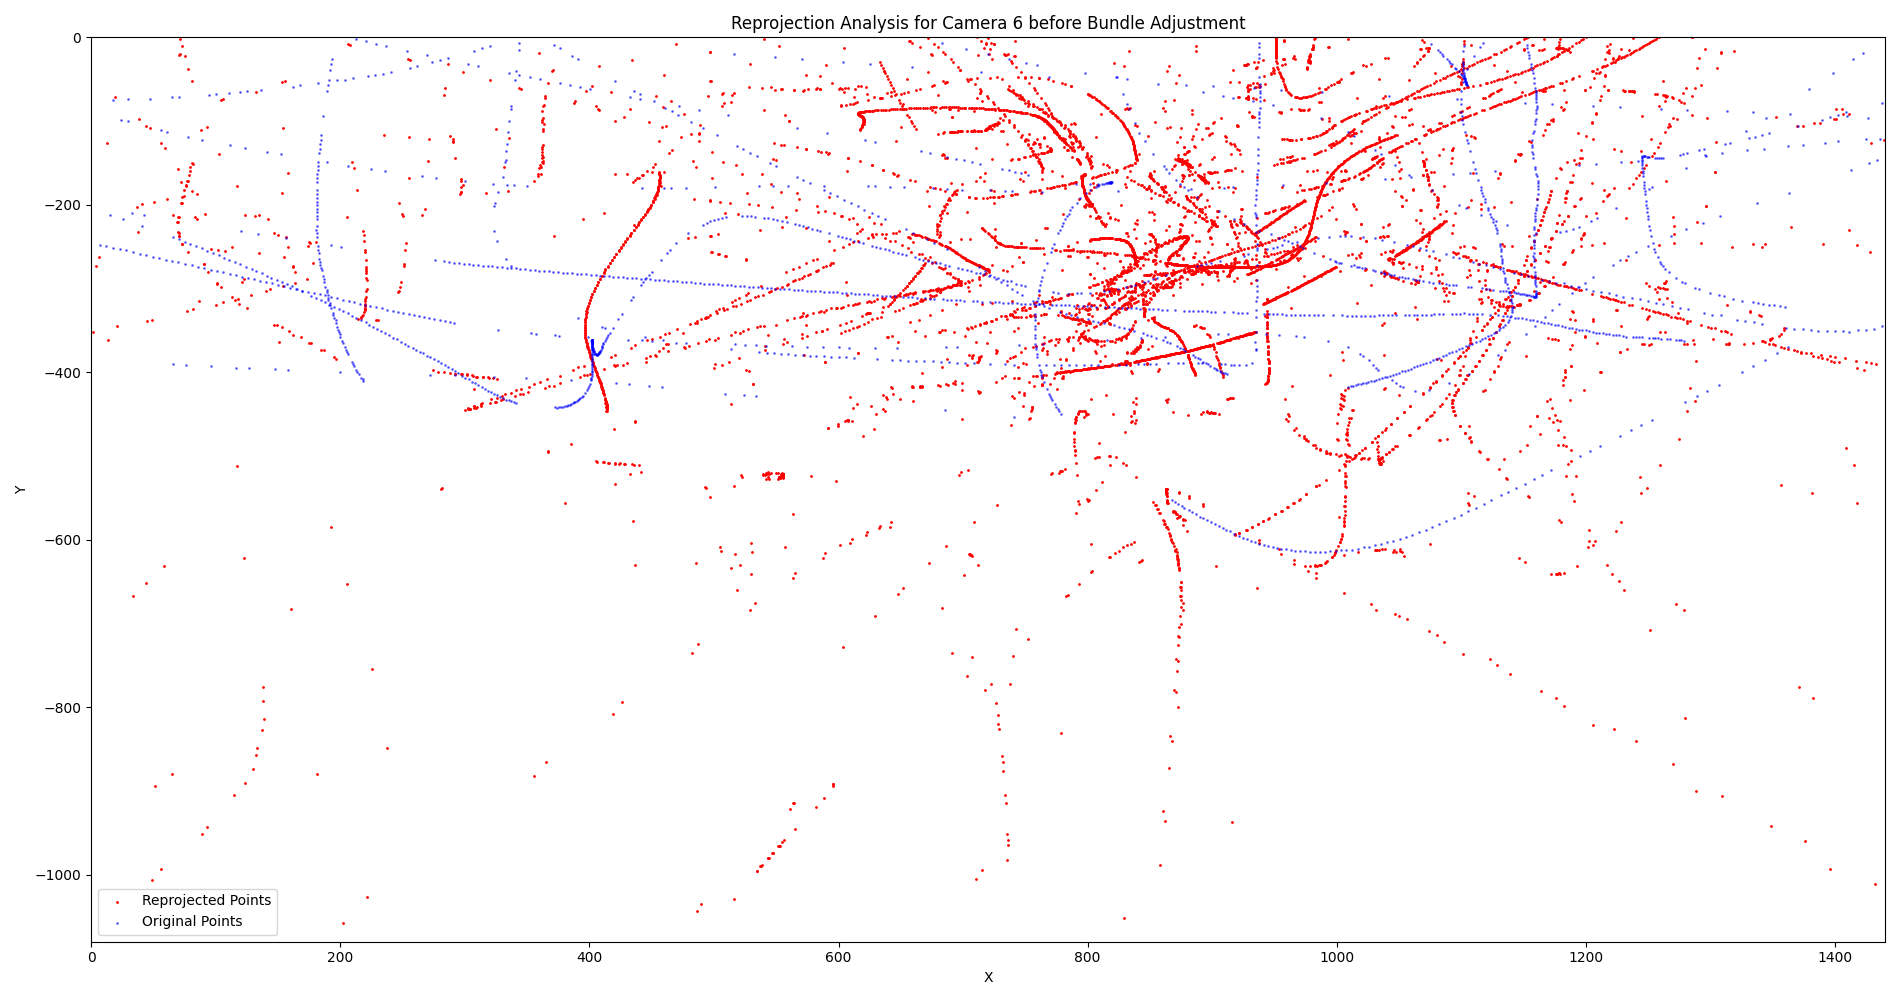 Reprojection Analysis for Camera 6 before Bundle Adjustment
0
−200
−400
−600
−800
−1000
Y
Reprojected Points
Original Points
0 200 400 600 800 1000 1200 1400
X